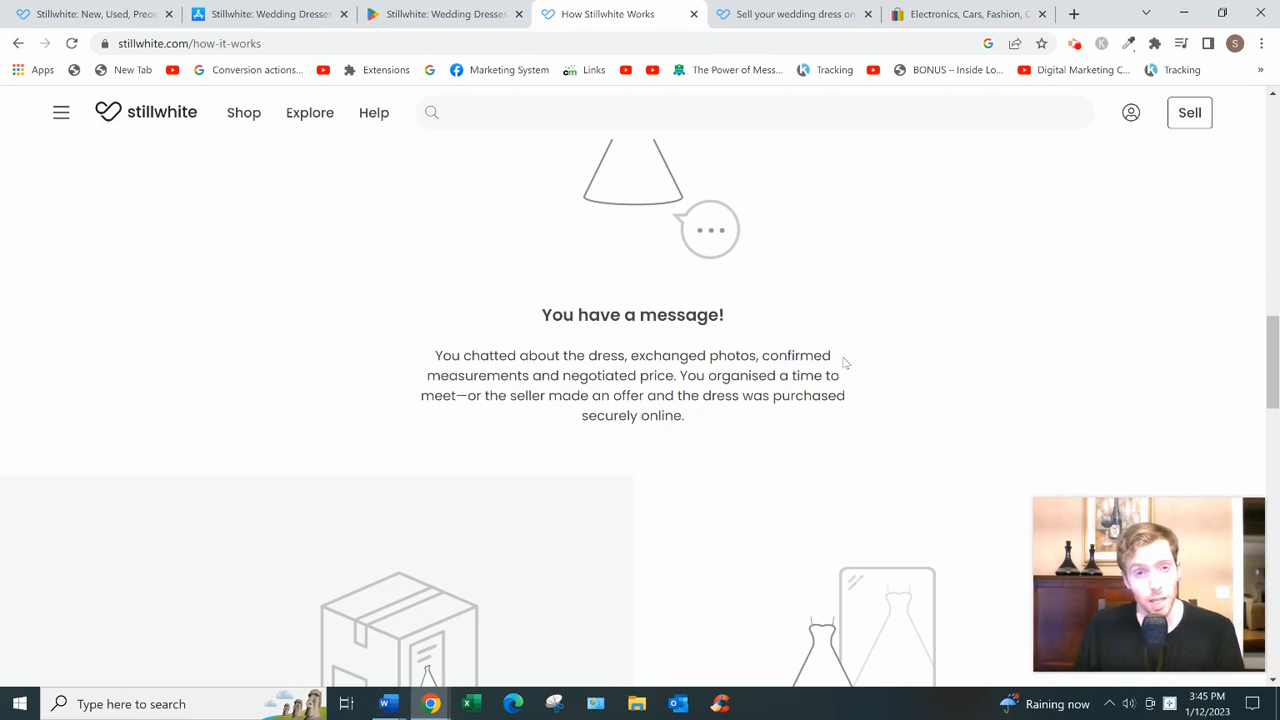 Stillwhite: New, Used, Preov
Stillwhite: Wedding Dresses
Stillwhite: Wedding Dresses
How Stillwhite Works
Sell your wedding dress on
Electronics, Cars, Fashion, C
stillwhite.com/how-it-works
S
Apps
New Tab
Conversion actions...
Extensions
Marketing System
Links
The Power of Mess...
Tracking
BONUS – Inside Lo...
Digital Marketing C...
Tracking
»
stillwhite
Shop
Explore
Help
Sell
You have a message!
You chatted about the dress, exchanged photos, confirmed
measurements and negotiated price. You organised a time to
meet—or the seller made an offer and the dress was purchased
securely online.
Type here to search
Raining now
3:45 PM
1/12/2023